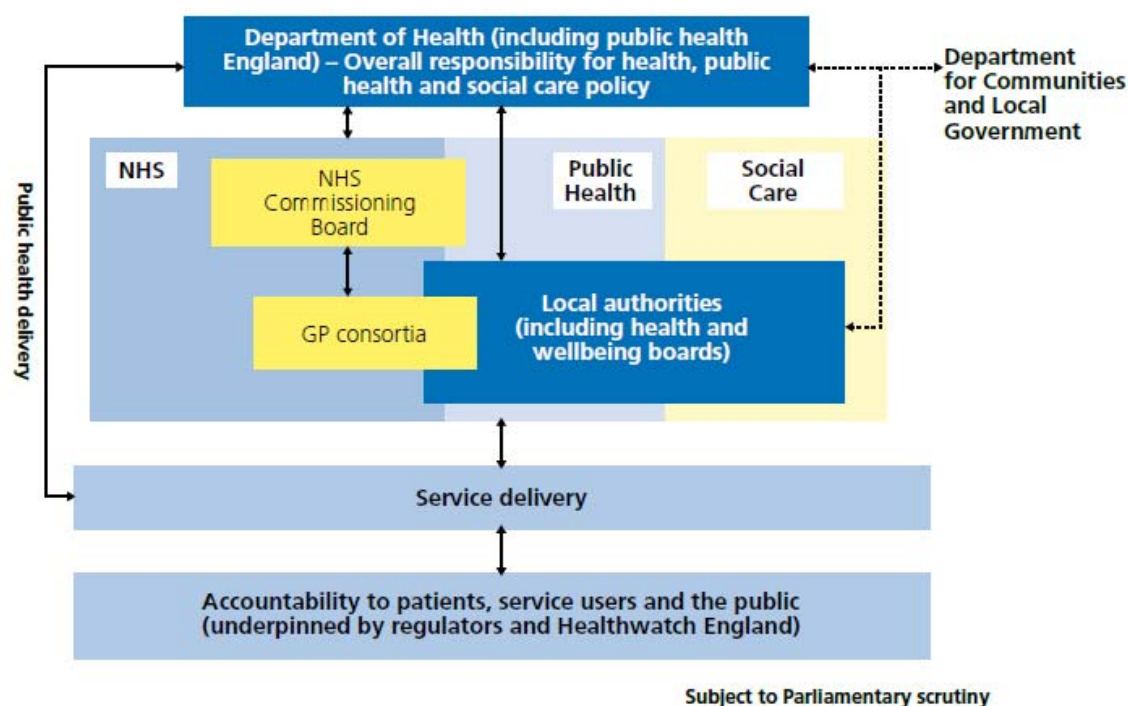 Department of Health (including public health
England) – Overall responsibility for health, public
health and social care policy
Department
for Communities
and Local
Government
NHS
NHS
Commissioning
Board
Public
Health
Social
Care
Public health delivery
GP consortia
Local authorities
(including health and
wellbeing boards)
Service delivery
Accountability to patients, service users and the public
(underpinned by regulators and Healthwatch England)
Subject to Parliamentary scrutiny